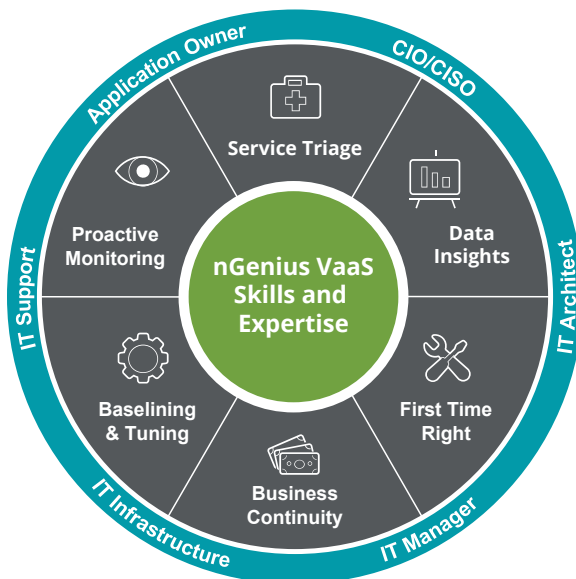 Application Owner
CIO/CISO
IT Architect
IT Manager
IT Infrastructure
IT Support
Service Triage
Data
Insights
First Time
Right
Business
Continuity
Baselining
& Tuning
Proactive
Monitoring
nGenius VaaS
Skills and
Expertise